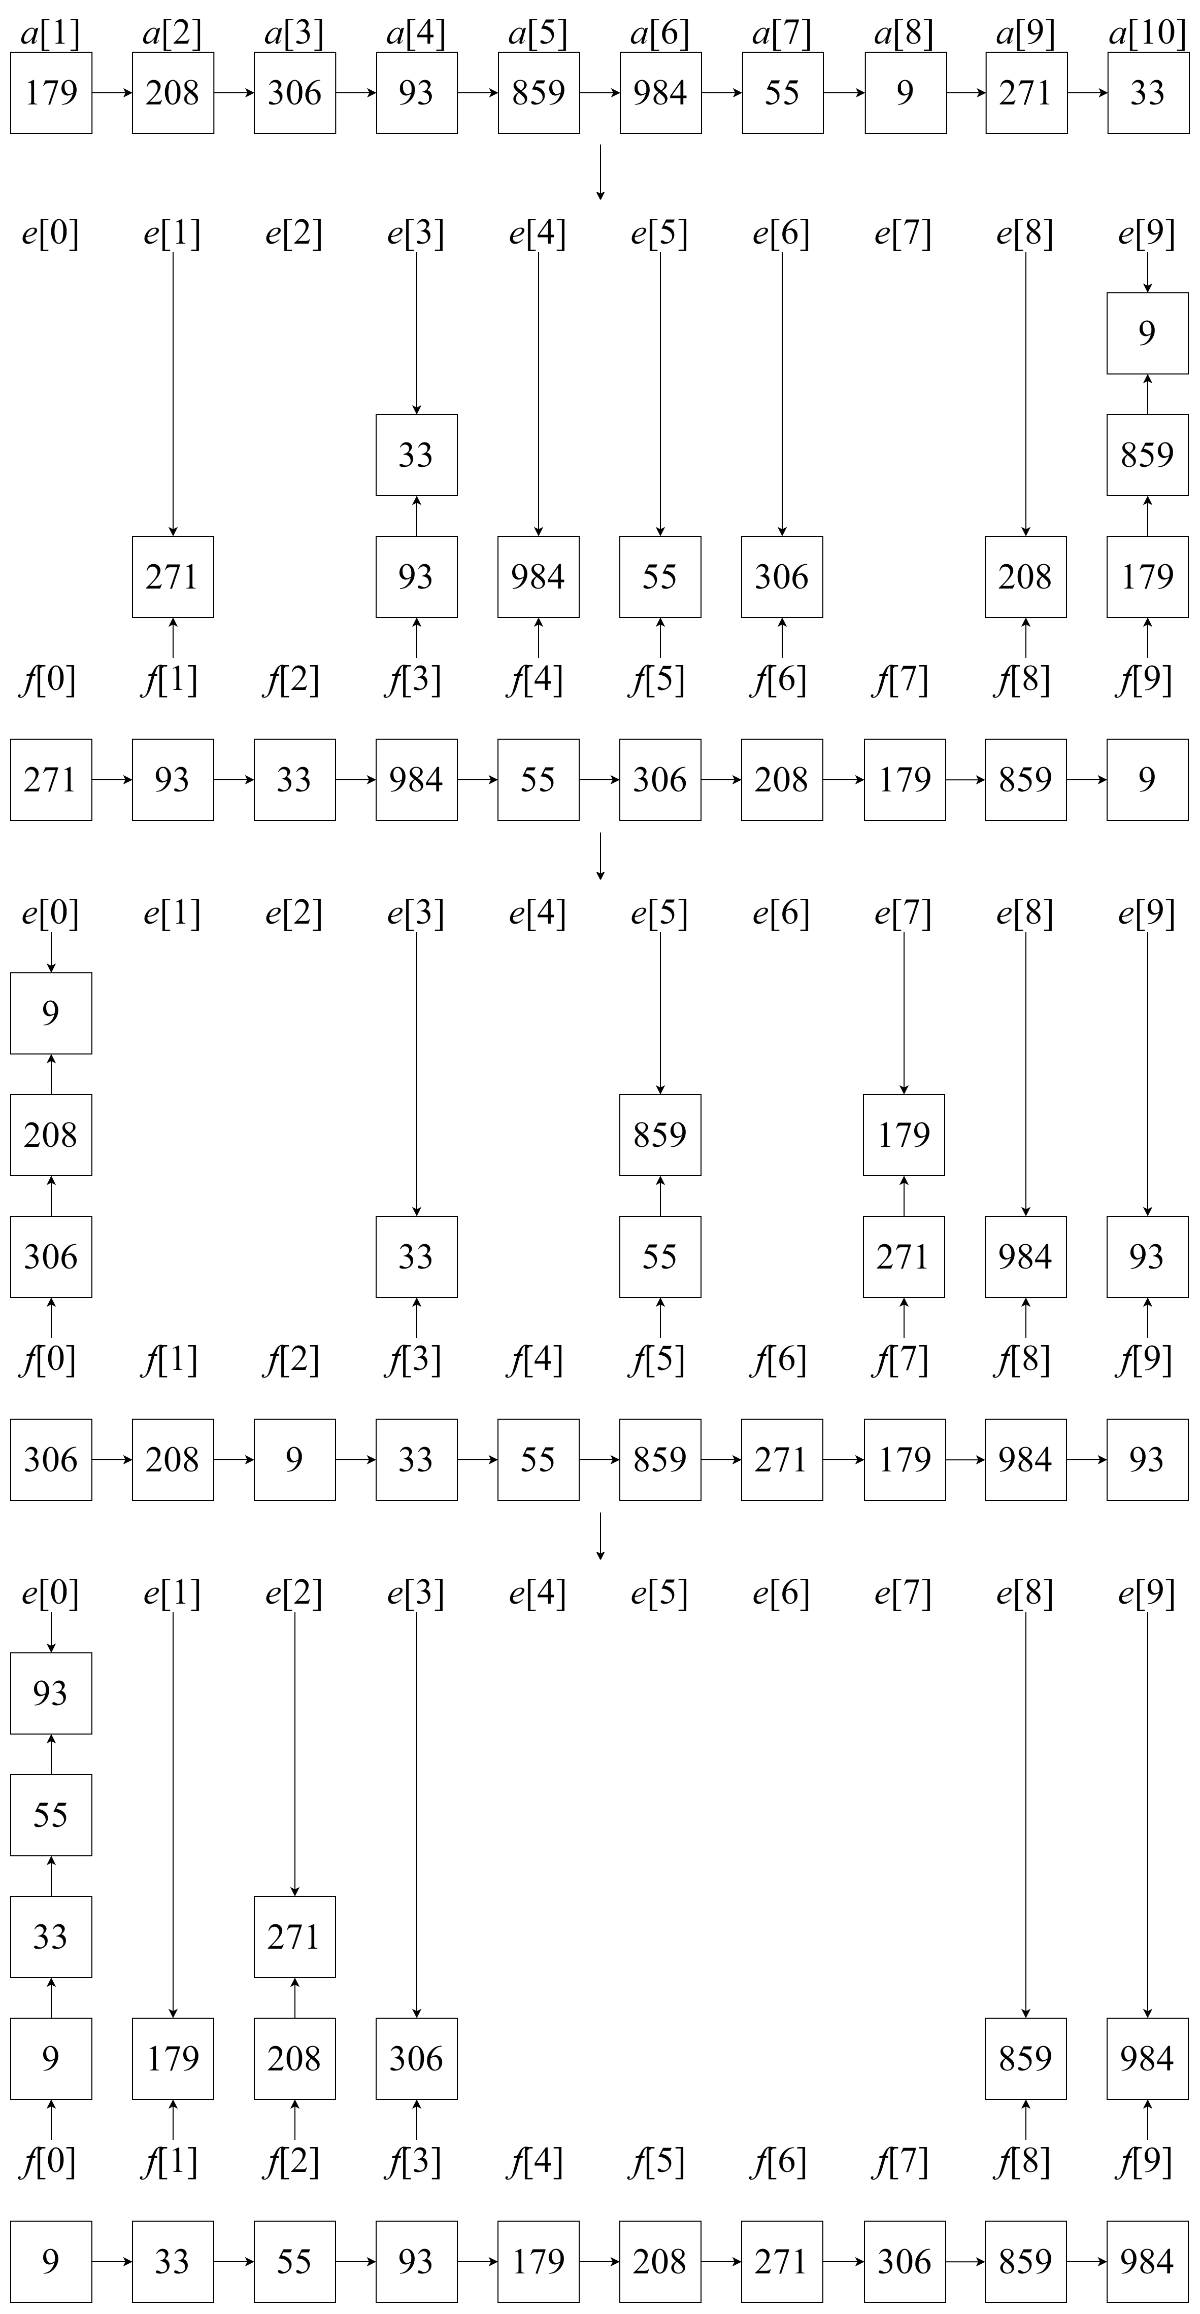 a[1] a[2] a[3] a[4] a[5] a[6] a[7] a[8] a[9] a[10]
179 208 306 93 859 984 55 9 271 33
e[0] e[1] e[2] e[3] e[4] e[5] e[6] e[7] e[8] e[9]
9
33 859
271 93 984 55 306 208 179
f[0] f[1] f[2] f[3] f[4] f[5] f[6] f[7] f[8] f[9]
271 93 33 984 55 306 208 179 859 9
e[0] e[1] e[2] e[3] e[4] e[5] e[6] e[7] e[8] e[9]
9
208 859 179
306 33 55 271 984 93
f[0] f[1] f[2] f[3] f[4] f[5] f[6] f[7] f[8] f[9]
306 208 9 33 55 859 271 179 984 93
e[0] e[1] e[2] e[3] e[4] e[5] e[6] e[7] e[8] e[9]
93
55
33 271
9 179 208 306 859 984
f[0] f[1] f[2] f[3] f[4] f[5] f[6] f[7] f[8] f[9]
9 33 55 93 179 208 271 306 859 984